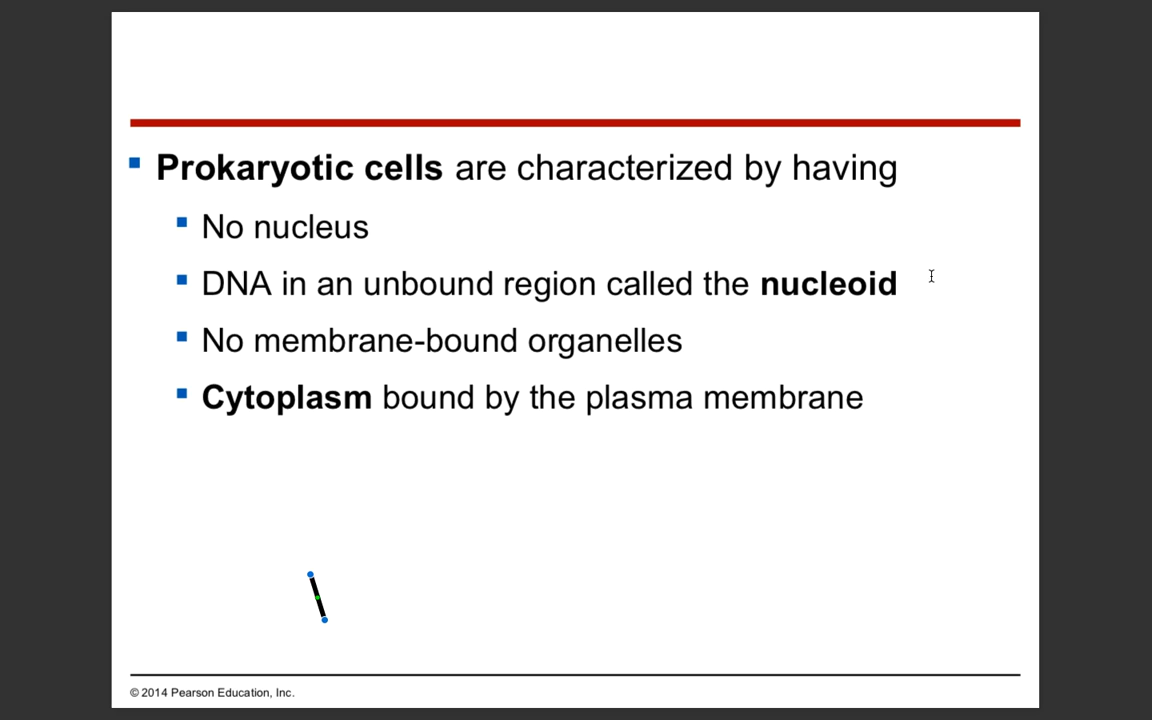 Prokaryotic cells are characterized by having
No nucleus
DNA in an unbound region called the nucleoid
No membrane-bound organelles
Cytoplasm bound by the plasma membrane
© 2014 Pearson Education, Inc.